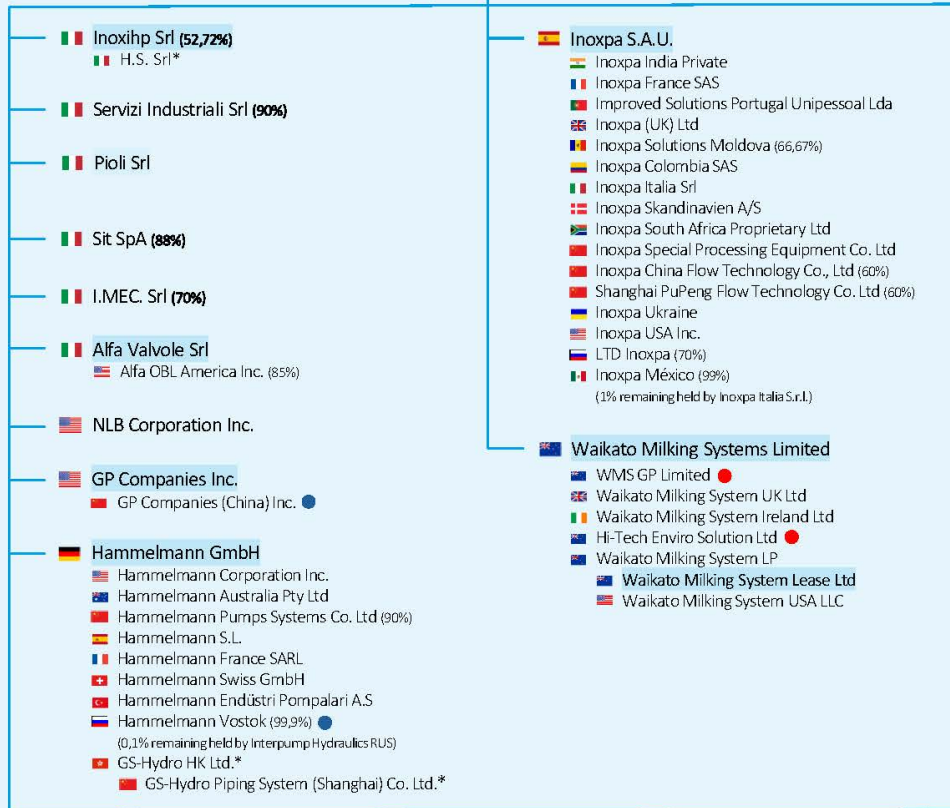 Inoxihp Srl (52,72%)
H.S. Srl*
Servizi Industriali Srl (90%)
Pioli Srl
Sit SpA (88%)
I.MEC. Srl (70%)
Alfa Valvole Srl
Alfa OBL America Inc. (85%)
NLB Corporation Inc.
GP Companies Inc.
GP Companies (China) Inc.
Hammelmann GmbH
Hammelmann Corporation Inc.
Hammelmann Australia Pty Ltd
Hammelmann Pumps Systems Co. Ltd (90%)
Hammelmann S.L.
Hammelmann France SARL
Hammelmann Swiss GmbH
Hammelmann Endüstri Pompalari A.S
Hammelmann Vostok (99,9%)
(0,1% remaining held by Interpump Hydraulics RUS)
GS-Hydro HK Ltd.*
GS-Hydro Piping System (Shanghai) Co. Ltd.*
Inoxpa S.A.U.
Inoxpa India Private
Inoxpa France SAS
Improved Solutions Portugal Unipessoal Lda
Inoxpa (UK) Ltd
Inoxpa Solutions Moldova (66,67%)
Inoxpa Colombia SAS
Inoxpa Italia Srl
Inoxpa Skandinavien A/S
Inoxpa South Africa Proprietary Ltd
Inoxpa Special Processing Equipment Co. Ltd
Inoxpa China Flow Technology Co., Ltd (60%)
Shanghai PuPeng Flow Technology Co. Ltd (60%)
Inoxpa Ukraine
Inoxpa USA Inc.
LTD Inoxpa (70%)
Inoxpa México (99%)
(1% remaining held by Inoxpa Italia S.r.l.)
Waikato Milking Systems Limited
WMS GP Limited
Waikato Milking System UK Ltd
Waikato Milking System Ireland Ltd
Hi-Tech Enviro Solution Ltd
Waikato Milking System LP
Waikato Milking System Lease Ltd
Waikato Milking System USA LLC